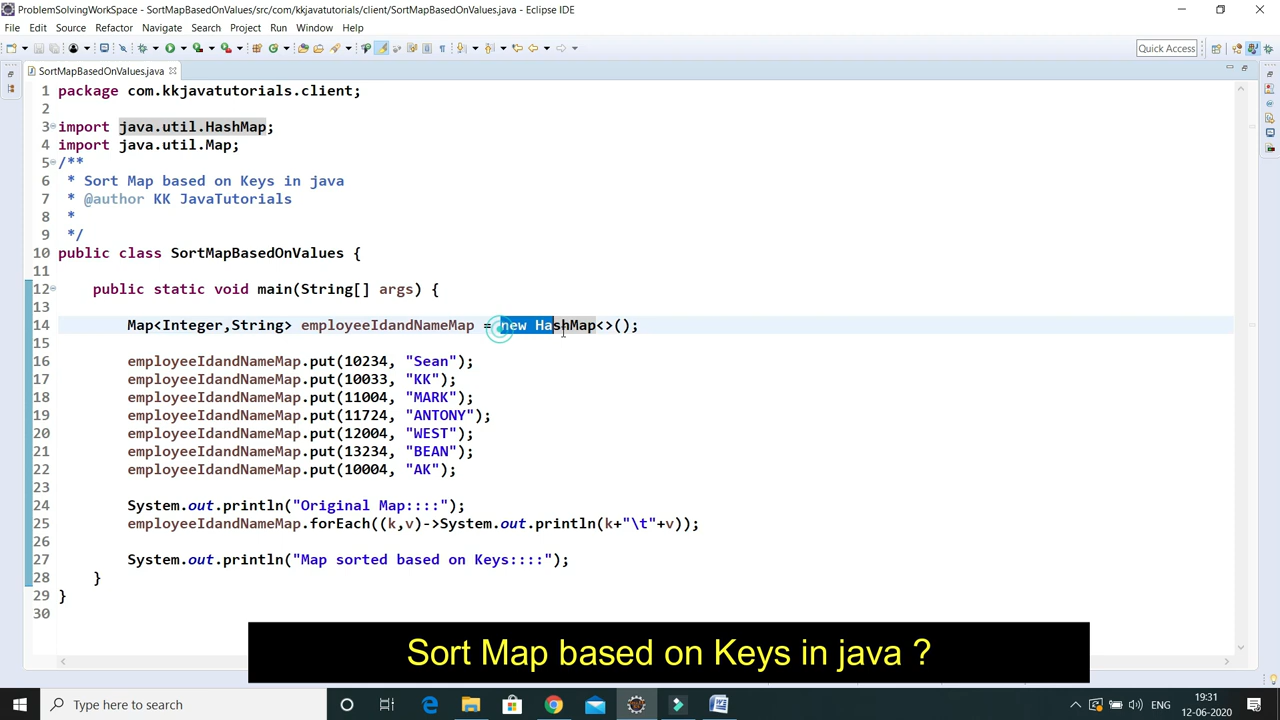 ProblemSolvingWorkSpace - SortMapBasedOnValues/src/com/kkjavatutorials/client/SortMapBasedOnValues.java - Eclipse IDE
File Edit Source Refactor Navigate Search Project Run Window Help
Quick Access
SortMapBasedOnValues.java
1 package com.kkjavatutorials.client;
2
3 import java.util.HashMap;
4 import java.util.Map;
5 /**
6 * Sort Map based on Keys in java
7 * @author KK JavaTutorials
8 *
9 */
10 public class SortMapBasedOnValues {
11
12 public static void main(String[] args) {
13
14 Map<Integer,String> employeeIdandNameMap = new HashMap<>();
15
16 employeeIdandNameMap.put(10234, "Sean");
17 employeeIdandNameMap.put(10033, "KK");
18 employeeIdandNameMap.put(11004, "MARK");
19 employeeIdandNameMap.put(11724, "ANTONY");
20 employeeIdandNameMap.put(12004, "WEST");
21 employeeIdandNameMap.put(13234, "BEAN");
22 employeeIdandNameMap.put(10004, "AK");
23
24 System.out.println("Original Map::::");
25 employeeIdandNameMap.forEach((k,v)->System.out.println(k+"\t"+v));
26
27 System.out.println("Map sorted based on Keys::::");
28 }
29 }
30
Sort Map based on Keys in java ?
Type here to search
ENG
19:31
12-06-2020